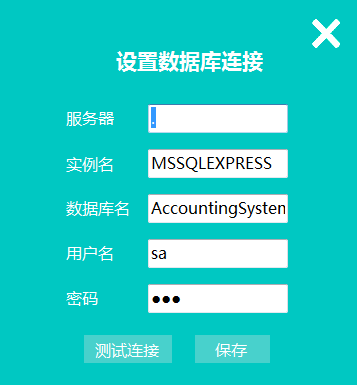 设置数据库连接
服务器 .
实例名 MSSQLEXPRESS
数据库名 AccountingSystem
用户名 sa
密码 ●●●
测试连接 保存